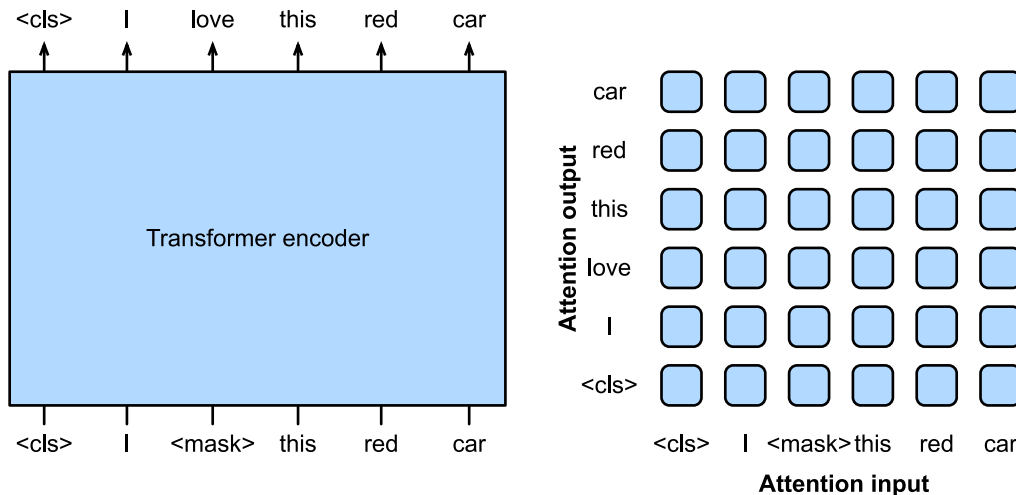 <cls> I love this red car
Transformer encoder
<cls> I <mask> this red car
Attention output
car
red
this
love
I
<cls>
<cls> I <mask> this red car
Attention input